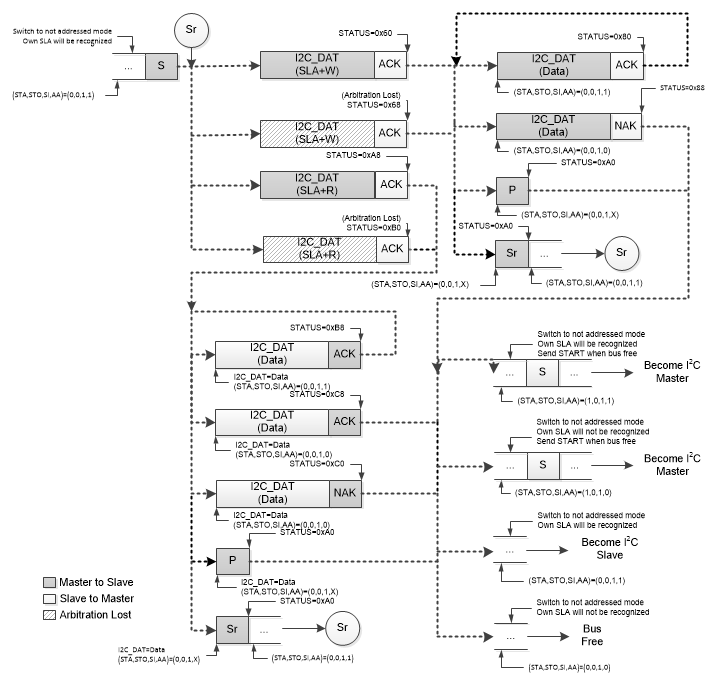 Switch to not addressed mode
Own SLA will be recognized
...
S
(STA,STO,SI,AA)=(0,0,1,1)
Sr
STATUS=0x60
I2C_DAT
(SLA+W)
ACK
(Arbitration Lost)
STATUS=0x68
I2C_DAT
(SLA+W)
ACK
STATUS=0xA8
I2C_DAT
(SLA+R)
ACK
(Arbitration Lost)
STATUS=0xB0
I2C_DAT
(SLA+R)
ACK
STATUS=0x80
I2C_DAT
(Data)
ACK
(STA,STO,SI,AA)=(0,0,1,1)
STATUS=0x88
I2C_DAT
(Data)
NAK
(STA,STO,SI,AA)=(0,0,1,0)
STATUS=0xA0
P
(STA,STO,SI,AA)=(0,0,1,X)
STATUS=0xA0
Sr
...
Sr
(STA,STO,SI,AA)=(0,0,1,X)
(STA,STO,SI,AA)=(0,0,1,1)
STATUS=0xB8
I2C_DAT
(Data)
ACK
I2C_DAT=Data
(STA,STO,SI,AA)=(0,0,1,1)
STATUS=0xC8
I2C_DAT
(Data)
ACK
I2C_DAT=Data
(STA,STO,SI,AA)=(0,0,1,0)
STATUS=0xC0
I2C_DAT
(Data)
NAK
I2C_DAT=Data
(STA,STO,SI,AA)=(0,0,1,0)
STATUS=0xA0
P
I2C_DAT=Data
(STA,STO,SI,AA)=(0,0,1,X)
STATUS=0xA0
Sr
...
Sr
I2C_DAT=Data
(STA,STO,SI,AA)=(0,0,1,X)
(STA,STO,SI,AA)=(0,0,1,1)
Switch to not addressed mode
Own SLA will be recognized
Send START when bus free
...
S
...
Become I²C
Master
(STA,STO,SI,AA)=(1,0,1,1)
Switch to not addressed mode
Own SLA will not be recognized
Send START when bus free
...
S
...
Become I²C
Master
(STA,STO,SI,AA)=(1,0,1,0)
Switch to not addressed mode
Own SLA will be recognized
...
Become I²C
Slave
(STA,STO,SI,AA)=(0,0,1,1)
Switch to not addressed mode
Own SLA will not be recognized
...
Bus
Free
(STA,STO,SI,AA)=(0,0,1,0)
Master to Slave
Slave to Master
Arbitration Lost